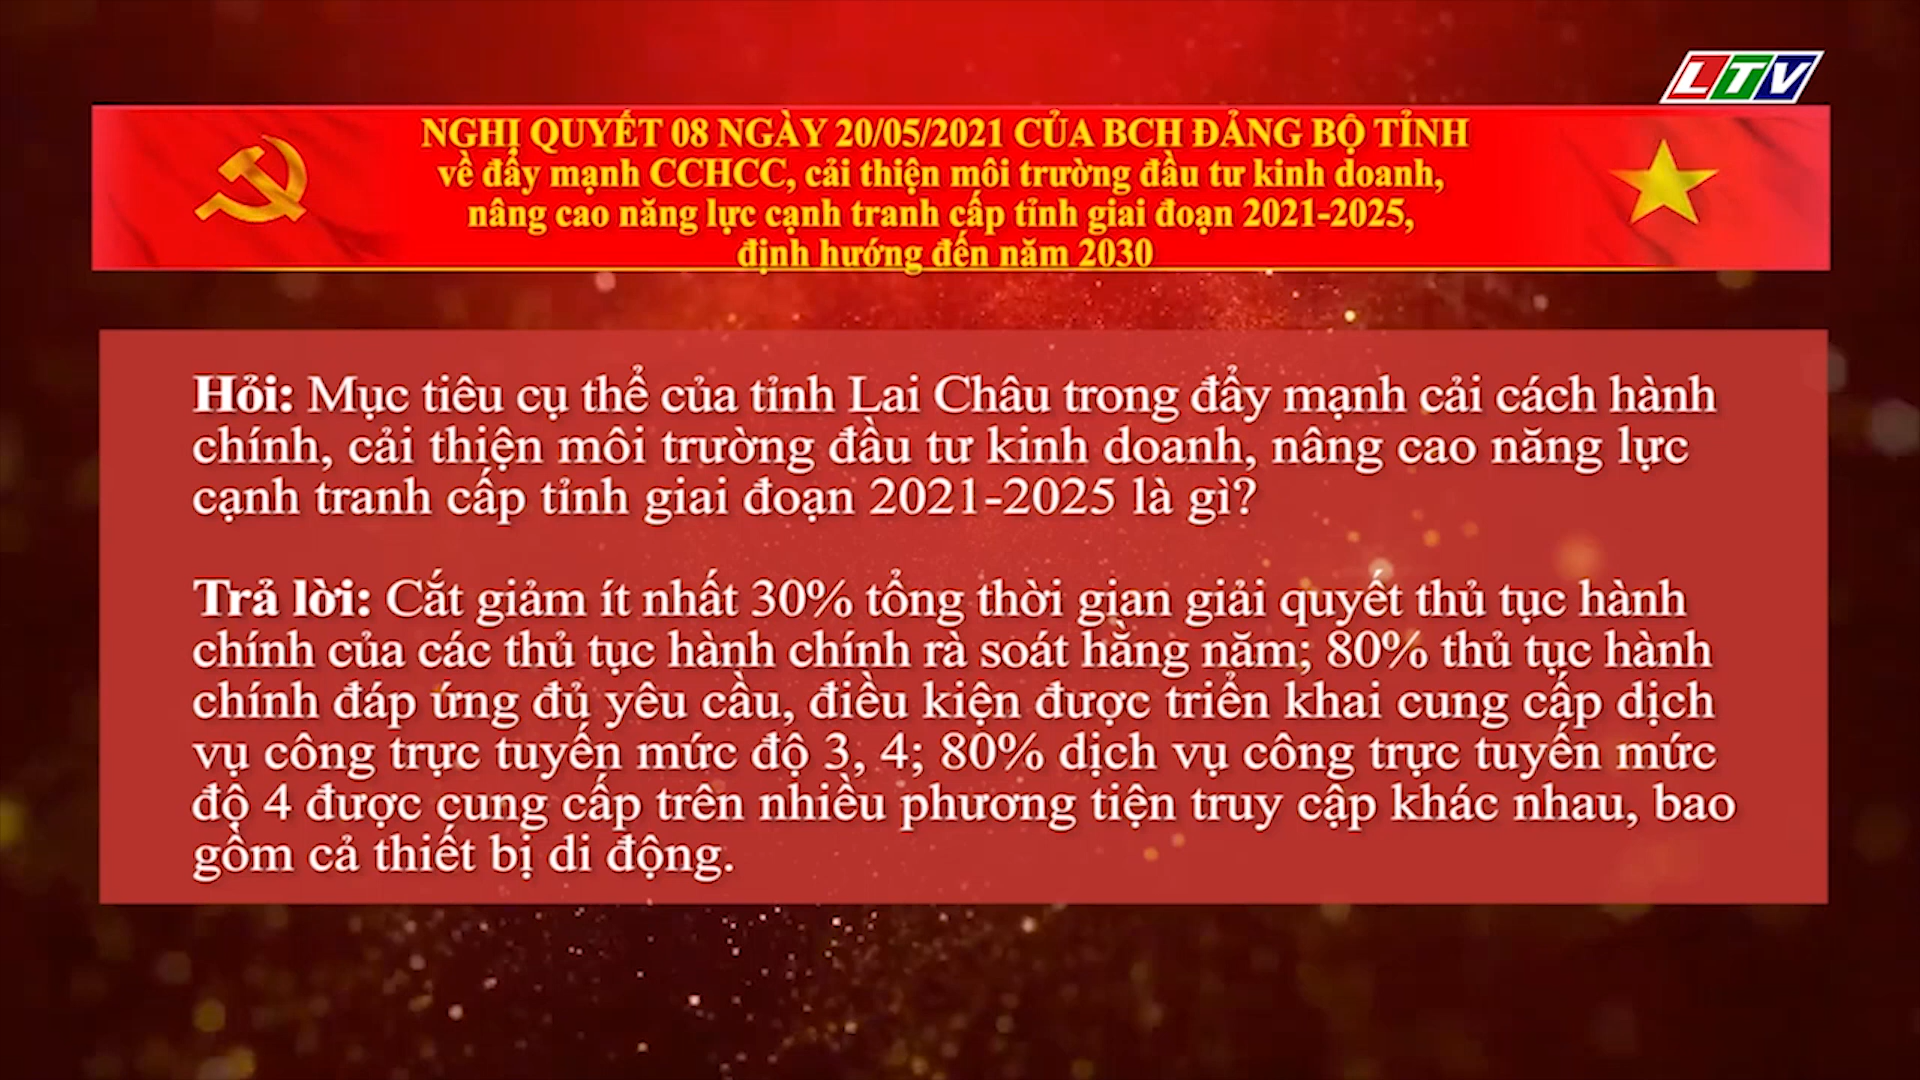 LTV
NGHỊ QUYẾT 08 NGÀY 20/05/2021 CỦA BCH ĐẢNG BỘ TỈNH
về đẩy mạnh CCHCC, cải thiện môi trường đầu tư kinh doanh,
nâng cao năng lực cạnh tranh cấp tỉnh giai đoạn 2021-2025,
định hướng đến năm 2030
Hỏi: Mục tiêu cụ thể của tỉnh Lai Châu trong đẩy mạnh cải cách hành
chính, cải thiện môi trường đầu tư kinh doanh, nâng cao năng lực
cạnh tranh cấp tỉnh giai đoạn 2021-2025 là gì?
Trả lời: Cắt giảm ít nhất 30% tổng thời gian giải quyết thủ tục hành
chính của các thủ tục hành chính rà soát hằng năm; 80% thủ tục hành
chính đáp ứng đủ yêu cầu, điều kiện được triển khai cung cấp dịch
vụ công trực tuyến mức độ 3, 4; 80% dịch vụ công trực tuyến mức
độ 4 được cung cấp trên nhiều phương tiện truy cập khác nhau, bao
gồm cả thiết bị di động.